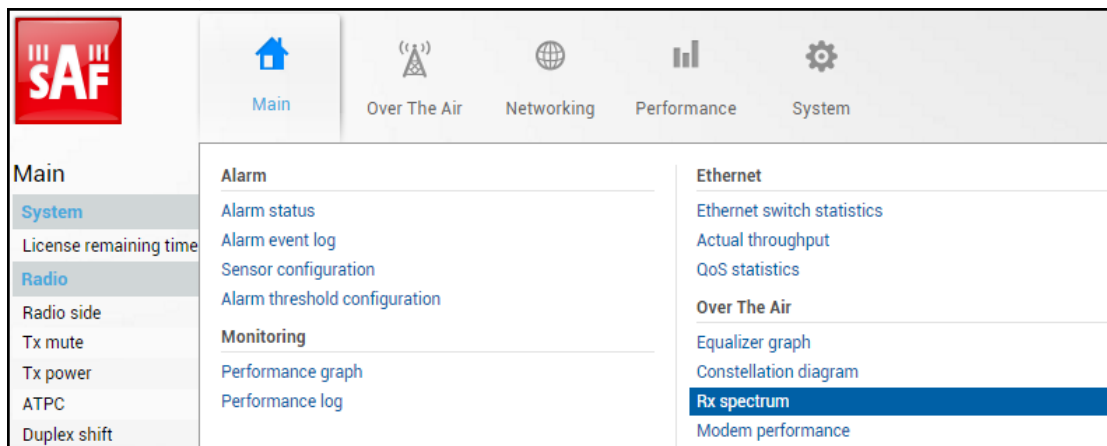 SAF
Main
Over The Air
Networking
Performance
System
Main
System
License remaining time
Radio
Radio side
Tx mute
Tx power
ATPC
Duplex shift
Alarm
Alarm status
Alarm event log
Sensor configuration
Alarm threshold configuration
Monitoring
Performance graph
Performance log
Ethernet
Ethernet switch statistics
Actual throughput
QoS statistics
Over The Air
Equalizer graph
Constellation diagram
Rx spectrum
Modem performance